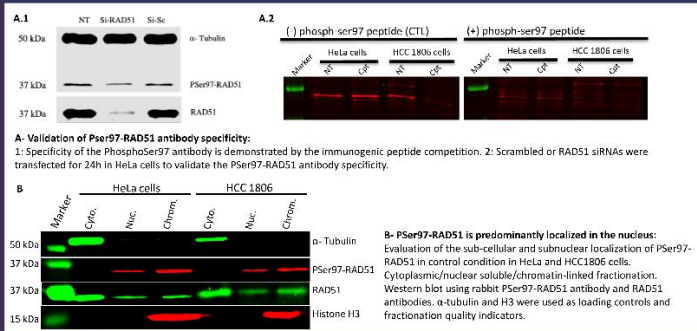 A.1
NT Si-RAD51 Si-Sc
50 kDa α- Tubulin
37 kDa PSer97-RAD51
37 kDa RAD51
A.2
(-) phosph-ser97 peptide (CTL) (+) phosph-ser97 peptide
HeLa cells HCC 1806 cells HeLa cells HCC 1806 cells
Marker NT Cpt NT Cpt Marker NT Cpt NT Cpt
A- Validation of Pser97-RAD51 antibody specificity:
1: Specificity of the PhosphoSer97 antibody is demonstrated by the immunogenic peptide competition. 2: Scrambled or RAD51 siRNAs were
transfected for 24h in HeLa cells to validate the PSer97-RAD51 antibody specificity.
B
HeLa cells HCC 1806
Marker Cyto. Nuc. Chrom. Cyto. Nuc. Chrom.
50 kDa α- Tubulin
37 kDa PSer97-RAD51
37 kDa RAD51
15 kDa Histone H3
B- PSer97-RAD51 is predominantly localized in the nucleus:
Evaluation of the sub-cellular and subnuclear localization of PSer97-
RAD51 in control condition in HeLa and HCC1806 cells.
Cytoplasmic/nuclear soluble/chromatin-linked fractionation.
Western blot using rabbit PSer97-RAD51 antibody and RAD51
antibodies. α-tubulin and H3 were used as loading controls and
fractionation quality indicators.